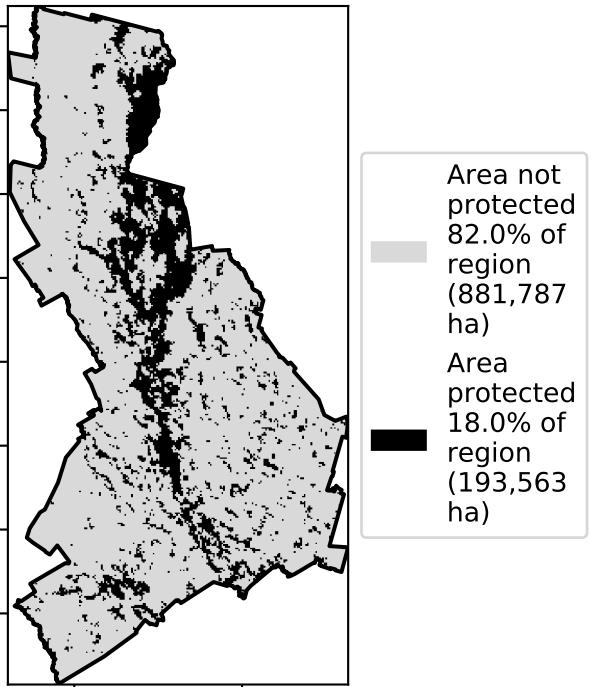 Area not
protected
82.0% of
region
(881,787
ha)
Area
protected
18.0% of
region
(193,563
ha)